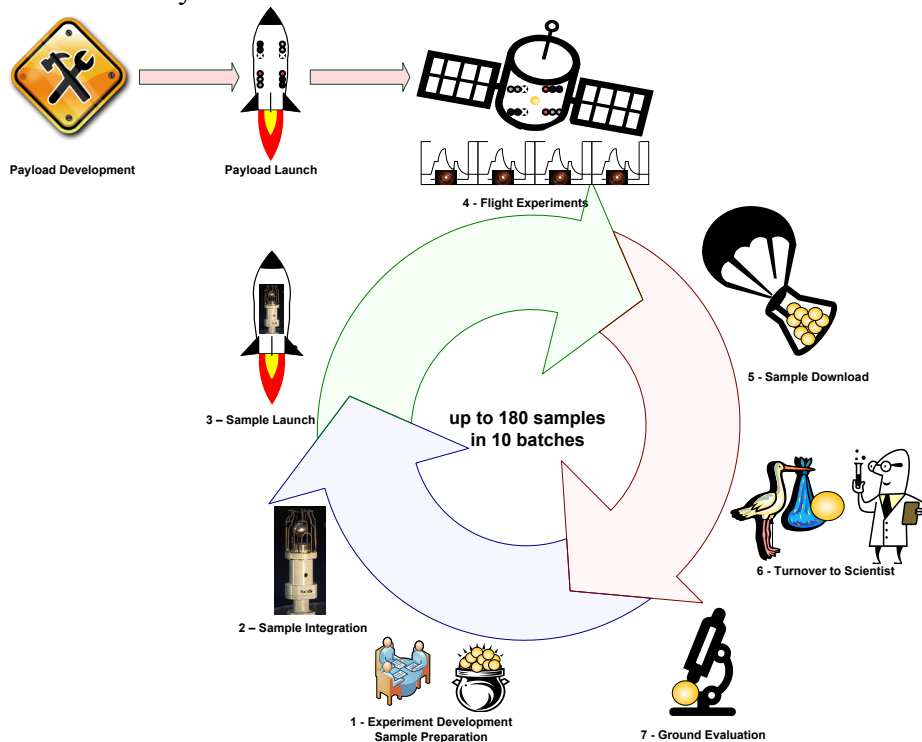 Payload Development
Payload Launch
4 - Flight Experiments
3 – Sample Launch
5 - Sample Download
up to 180 samples
in 10 batches
6 - Turnover to Scientist
2 – Sample Integration
1 - Experiment Development
Sample Preparation
7 - Ground Evaluation